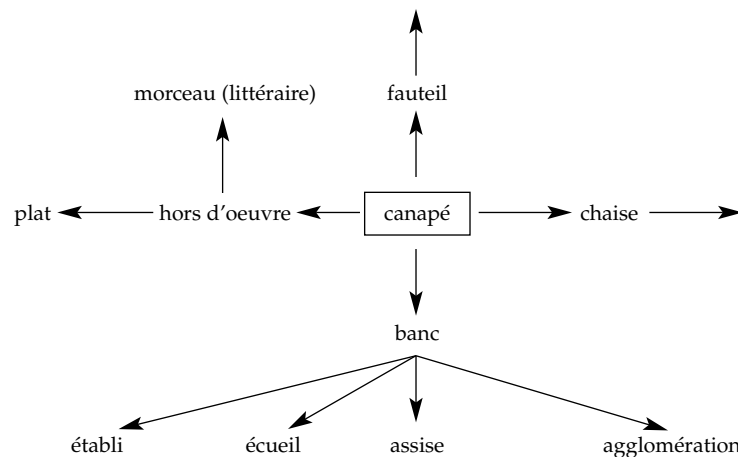 morceau (littéraire) fauteil
plat hors d'oeuvre canapé chaise
banc
établi écueil assise agglomération